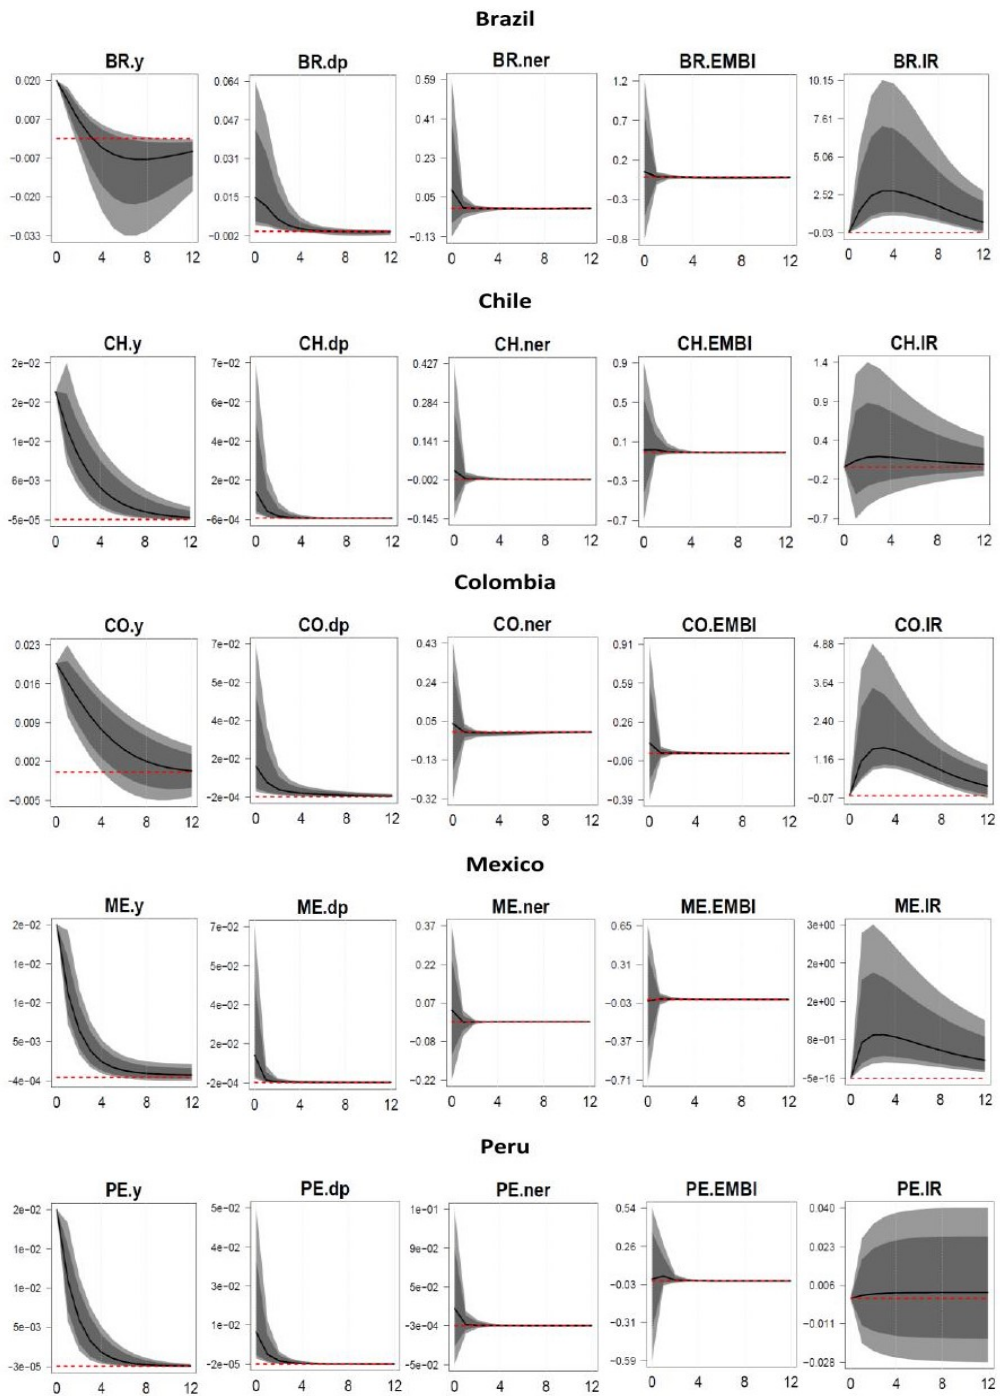 Brazil
BR.y
0.020
0.007
−0.007
−0.020
−0.033
0 4 8 12
BR.dp
0.064
0.047
0.031
0.015
−0.002
0 4 8 12
BR.ner
0.59
0.41
0.23
0.05
−0.13
0 4 8 12
BR.EMBI
1.2
0.7
0.2
−0.3
−0.8
0 4 8 12
BR.IR
10.15
7.61
5.06
2.52
−0.03
0 4 8 12
Chile
CH.y
2e−02
2e−02
1e−02
6e−03
−5e−05
0 4 8 12
CH.dp
7e−02
6e−02
4e−02
2e−02
−6e−04
0 4 8 12
CH.ner
0.427
0.284
0.141
−0.002
−0.145
0 4 8 12
CH.EMBI
0.9
0.5
0.1
−0.3
−0.7
0 4 8 12
CH.IR
1.4
0.9
0.4
−0.2
−0.7
0 4 8 12
Colombia
CO.y
0.023
0.016
0.009
0.002
−0.005
0 4 8 12
CO.dp
7e−02
5e−02
4e−02
2e−02
−2e−04
0 4 8 12
CO.ner
0.43
0.24
0.05
−0.13
−0.32
0 4 8 12
CO.EMBI
0.91
0.59
0.26
−0.06
−0.39
0 4 8 12
CO.IR
4.88
3.64
2.40
1.16
−0.07
0 4 8 12
Mexico
ME.y
2e−02
1e−02
1e−02
5e−03
−4e−04
0 4 8 12
ME.dp
7e−02
5e−02
4e−02
2e−02
−2e−04
0 4 8 12
ME.ner
0.37
0.22
0.07
−0.08
−0.22
0 4 8 12
ME.EMBI
0.65
0.31
−0.03
−0.37
−0.71
0 4 8 12
ME.IR
3e+00
2e+00
2e+00
8e−01
−5e−16
0 4 8 12
Peru
PE.y
2e−02
1e−02
1e−02
5e−03
−3e−05
0 4 8 12
PE.dp
5e−02
4e−02
3e−02
1e−02
−2e−05
0 4 8 12
PE.ner
1e−01
9e−02
5e−02
−3e−04
−5e−02
0 4 8 12
PE.EMBI
0.54
0.26
−0.03
−0.31
−0.59
0 4 8 12
PE.IR
0.040
0.023
0.006
−0.011
−0.028
0 4 8 12